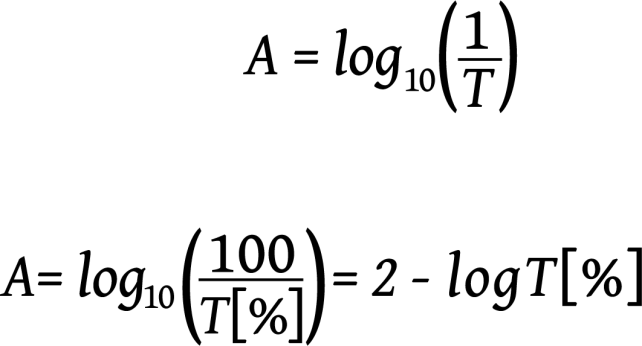 A = log₁₀(1/T)
A= log₁₀(100/T[%]) = 2 - logT[%]